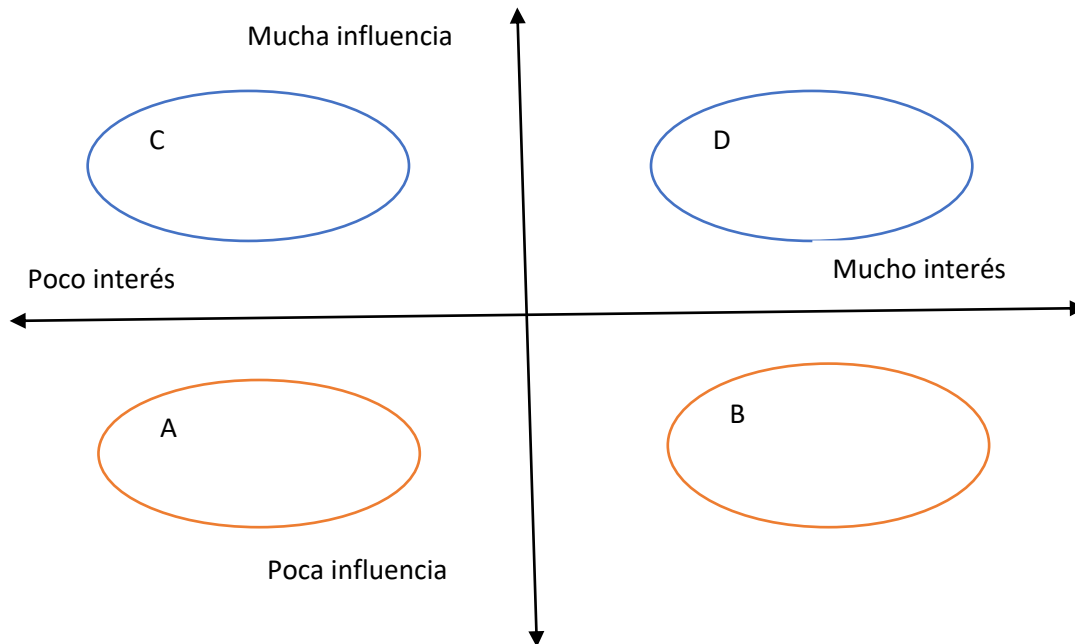 Mucha influencia
C
D
Poco interés
Mucho interés
A
B
Poca influencia